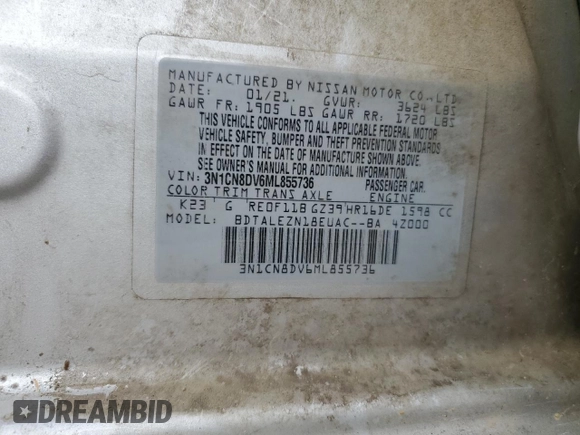 MANUFACTURED BY NISSAN MOTOR CO.,LTD.
DATE: 01/21. GVWR: 3624 LBS
GAWR FR: 1905 LBS GAWR RR: 1720 LBS
THIS VEHICLE CONFORMS TO ALL APPLICABLE FEDERAL MOTOR
VEHICLE SAFETY, BUMPER AND THEFT PREVENTION STANDARDS
IN EFFECT ON THE DATE OF MANUFACTURE SHOWN ABOVE.
SEE OWNER'S MANUAL FOR ADDITIONAL INFORMATION.
VIN: 3N1CN8DV6ML855736 PASSENGER CAR.
COLOR TRIM TRANS AXLE ENGINE
K23 G RE0F11B GZ39 HR16DE 1598 CC
MODEL: BDTALEZN18EUAC--BA 42000
3N1CN8DV6ML855736
DREAMBID